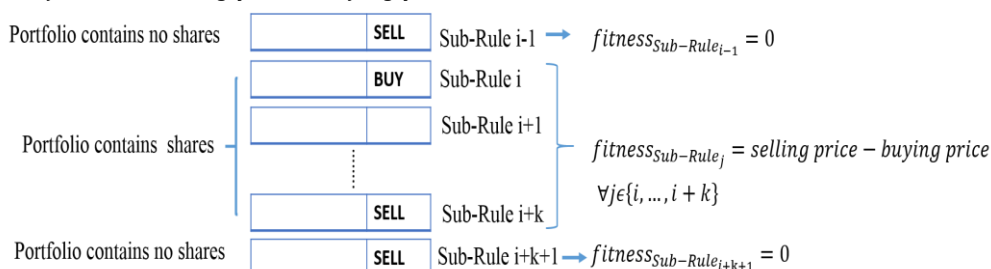 Portfolio contains no shares SELL Sub-Rule i-1 fitness_{Sub-Rule_{i-1}} = 0
BUY Sub-Rule i
Sub-Rule i+1
Portfolio contains shares fitness_{Sub-Rule_j} = selling price − buying price
∀jϵ{i, …, i + k}
SELL Sub-Rule i+k
Portfolio contains no shares SELL Sub-Rule i+k+1 fitness_{Sub-Rule_{i+k+1}} = 0